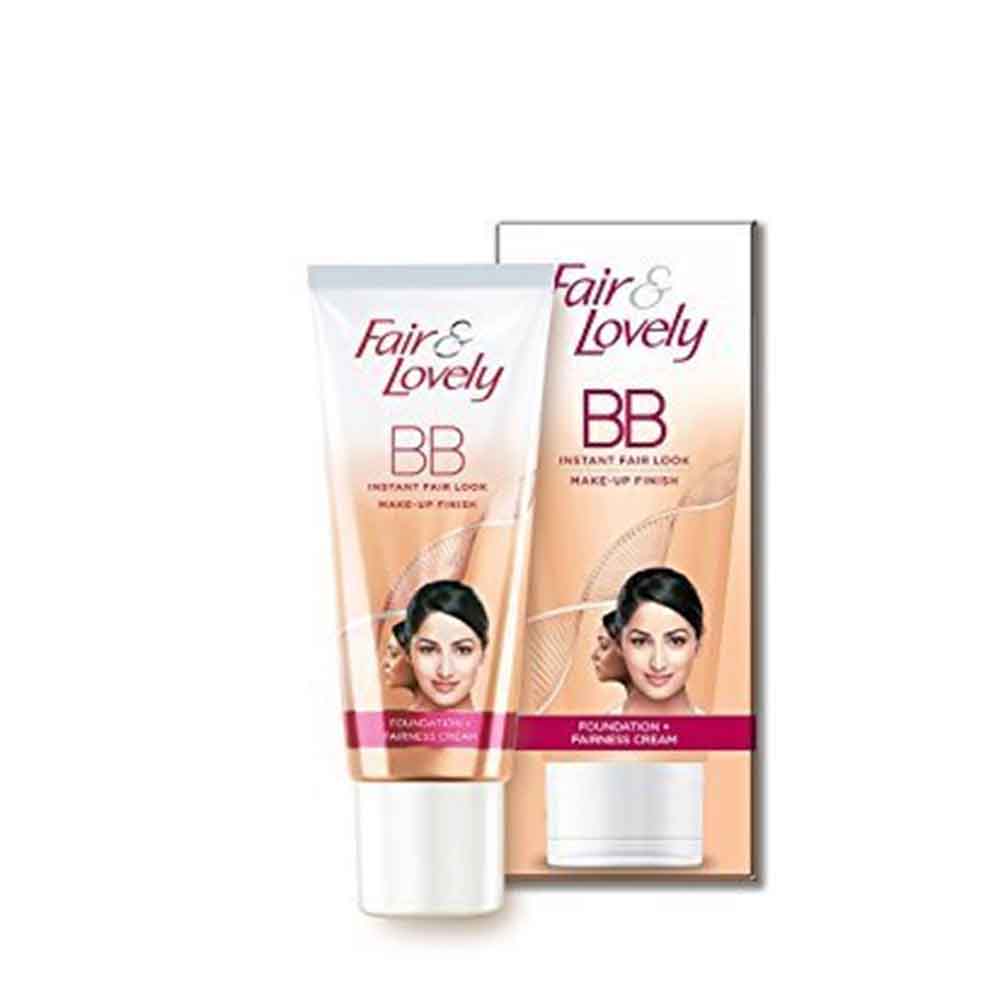 Fair &
Lovely
BB
INSTANT FAIR LOOK
MAKE-UP FINISH
FOUNDATION +
FAIRNESS CREAM
Fair &
Lovely
BB
INSTANT FAIR LOOK
MAKE-UP FINISH
FOUNDATION +
FAIRNESS CREAM